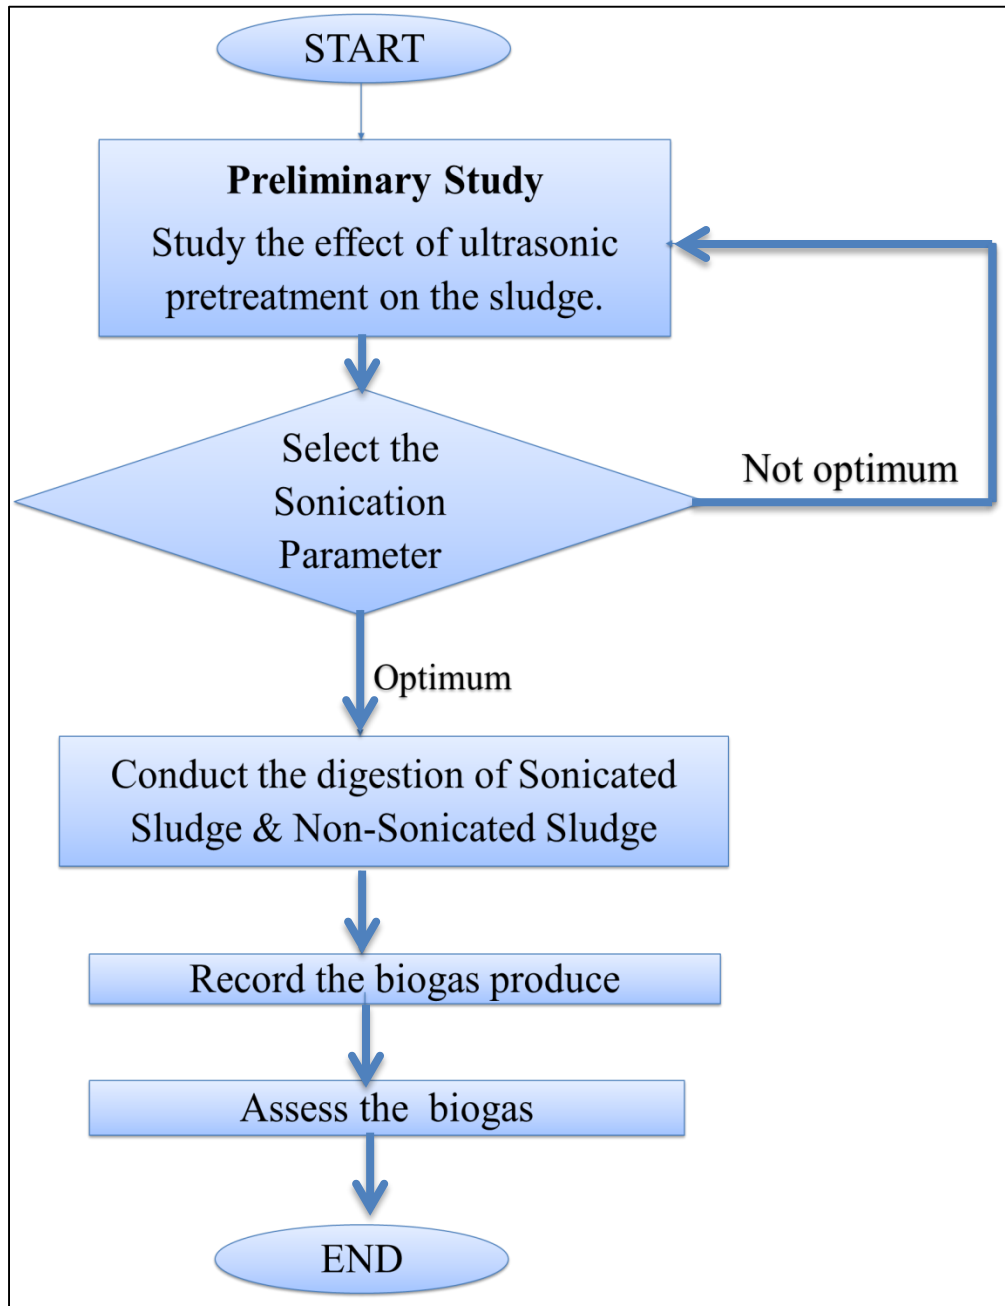 START
Preliminary Study
Study the effect of ultrasonic
pretreatment on the sludge.
Select the
Sonication
Parameter
Not optimum
Optimum
Conduct the digestion of Sonicated
Sludge & Non-Sonicated Sludge
Record the biogas produce
Assess the biogas
END